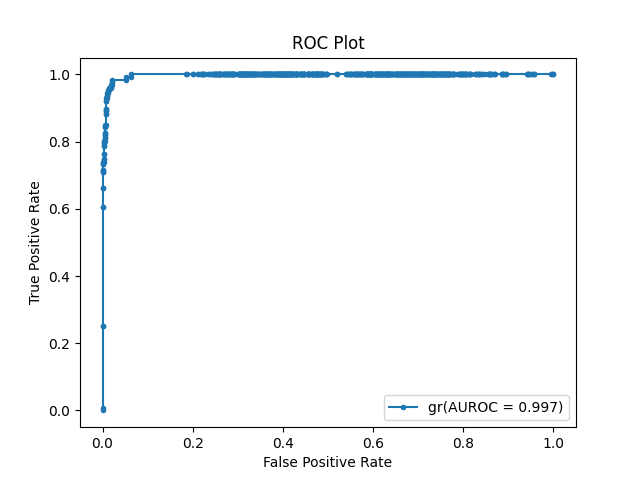 ROC Plot
True Positive Rate
1.0
0.8
0.6
0.4
0.2
0.0
gr(AUROC = 0.997)
0.0 0.2 0.4 0.6 0.8 1.0
False Positive Rate